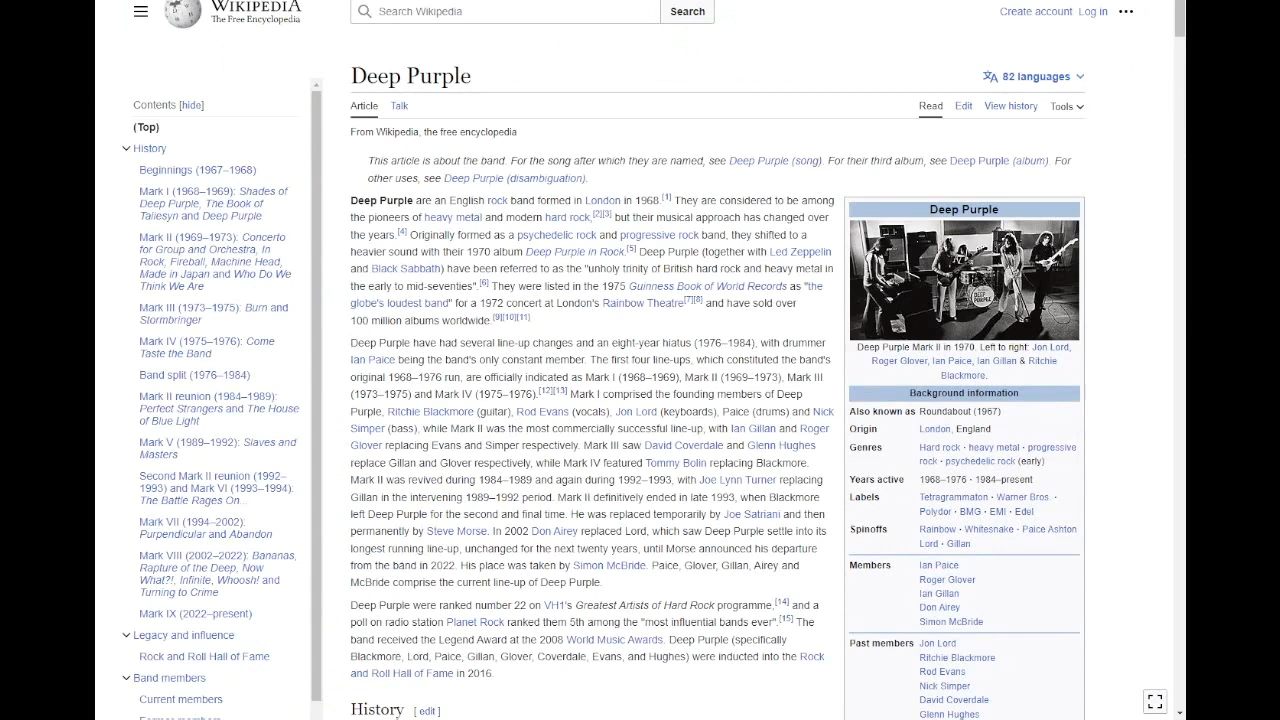 WIKIPEDIA
The Free Encyclopedia
Search Wikipedia
Search
Create account Log in
Deep Purple
82 languages
Article Talk
Read Edit View history Tools
From Wikipedia, the free encyclopedia
This article is about the band. For the song after which they are named, see Deep Purple (song). For their third album, see Deep Purple (album). For
other uses, see Deep Purple (disambiguation).
Contents [hide]
(Top)
History
Beginnings (1967–1968)
Mark I (1968–1969): Shades of
Deep Purple, The Book of
Taliesyn and Deep Purple
Mark II (1969–1973): Concerto
for Group and Orchestra, In
Rock, Fireball, Machine Head,
Made in Japan and Who Do We
Think We Are
Mark III (1973–1975): Burn and
Stormbringer
Mark IV (1975–1976): Come
Taste the Band
Band split (1976–1984)
Mark II reunion (1984–1989):
Perfect Strangers and The House
of Blue Light
Mark V (1989–1992): Slaves and
Masters
Second Mark II reunion (1992–
1993) and Mark VI (1993–1994):
The Battle Rages On...
Mark VII (1994–2002):
Purpendicular and Abandon
Mark VIII (2002–2022): Bananas,
Rapture of the Deep, Now
What?!, Infinite, Whoosh! and
Turning to Crime
Mark IX (2022–present)
Legacy and influence
Rock and Roll Hall of Fame
Band members
Current members
Former members
Deep Purple are an English rock band formed in London in 1968.[1] They are considered to be among
the pioneers of heavy metal and modern hard rock,[2][3] but their musical approach has changed over
the years.[4] Originally formed as a psychedelic rock and progressive rock band, they shifted to a
heavier sound with their 1970 album Deep Purple in Rock.[5] Deep Purple (together with Led Zeppelin
and Black Sabbath) have been referred to as the "unholy trinity of British hard rock and heavy metal in
the early to mid-seventies".[6] They were listed in the 1975 Guinness Book of World Records as "the
globe's loudest band" for a 1972 concert at London's Rainbow Theatre[7][8] and have sold over
100 million albums worldwide.[9][10][11]
Deep Purple have had several line-up changes and an eight-year hiatus (1976–1984), with drummer
Ian Paice being the band's only constant member. The first four line-ups, which constituted the band's
original 1968–1976 run, are officially indicated as Mark I (1968–1969), Mark II (1969–1973), Mark III
(1973–1975) and Mark IV (1975–1976).[12][13] Mark I comprised the founding members of Deep
Purple, Ritchie Blackmore (guitar), Rod Evans (vocals), Jon Lord (keyboards), Paice (drums) and Nick
Simper (bass), while Mark II was the most commercially successful line-up, with Ian Gillan and Roger
Glover replacing Evans and Simper respectively. Mark III saw David Coverdale and Glenn Hughes
replace Gillan and Glover respectively, while Mark IV featured Tommy Bolin replacing Blackmore.
Mark II was revived during 1984–1989 and again during 1992–1993, with Joe Lynn Turner replacing
Gillan in the intervening 1989–1992 period. Mark II definitively ended in late 1993, when Blackmore
left Deep Purple for the second and final time. He was replaced temporarily by Joe Satriani and then
permanently by Steve Morse. In 2002 Don Airey replaced Lord, which saw Deep Purple settle into its
longest running line-up, unchanged for the next twenty years, until Morse announced his departure
from the band in 2022. His place was taken by Simon McBride. Paice, Glover, Gillan, Airey and
McBride comprise the current line-up of Deep Purple.
Deep Purple were ranked number 22 on VH1's Greatest Artists of Hard Rock programme,[14] and a
poll on radio station Planet Rock ranked them 5th among the "most influential bands ever".[15] The
band received the Legend Award at the 2008 World Music Awards. Deep Purple (specifically
Blackmore, Lord, Paice, Gillan, Glover, Coverdale, Evans, and Hughes) were inducted into the Rock
and Roll Hall of Fame in 2016.
History [ edit ]
Deep Purple
DEEP PURPLE
Deep Purple Mark II in 1970. Left to right: Jon Lord,
Roger Glover, Ian Paice, Ian Gillan & Ritchie
Blackmore.
Background information
Also known as Roundabout (1967)
Origin London, England
Genres Hard rock · heavy metal · progressive
rock · psychedelic rock (early)
Years active 1968–1976 · 1984–present
Labels Tetragrammaton · Warner Bros. ·
Polydor · BMG · EMI · Edel
Spinoffs Rainbow · Whitesnake · Paice Ashton
Lord · Gillan
Members Ian Paice
Roger Glover
Ian Gillan
Don Airey
Simon McBride
Past members Jon Lord
Ritchie Blackmore
Rod Evans
Nick Simper
David Coverdale
Glenn Hughes